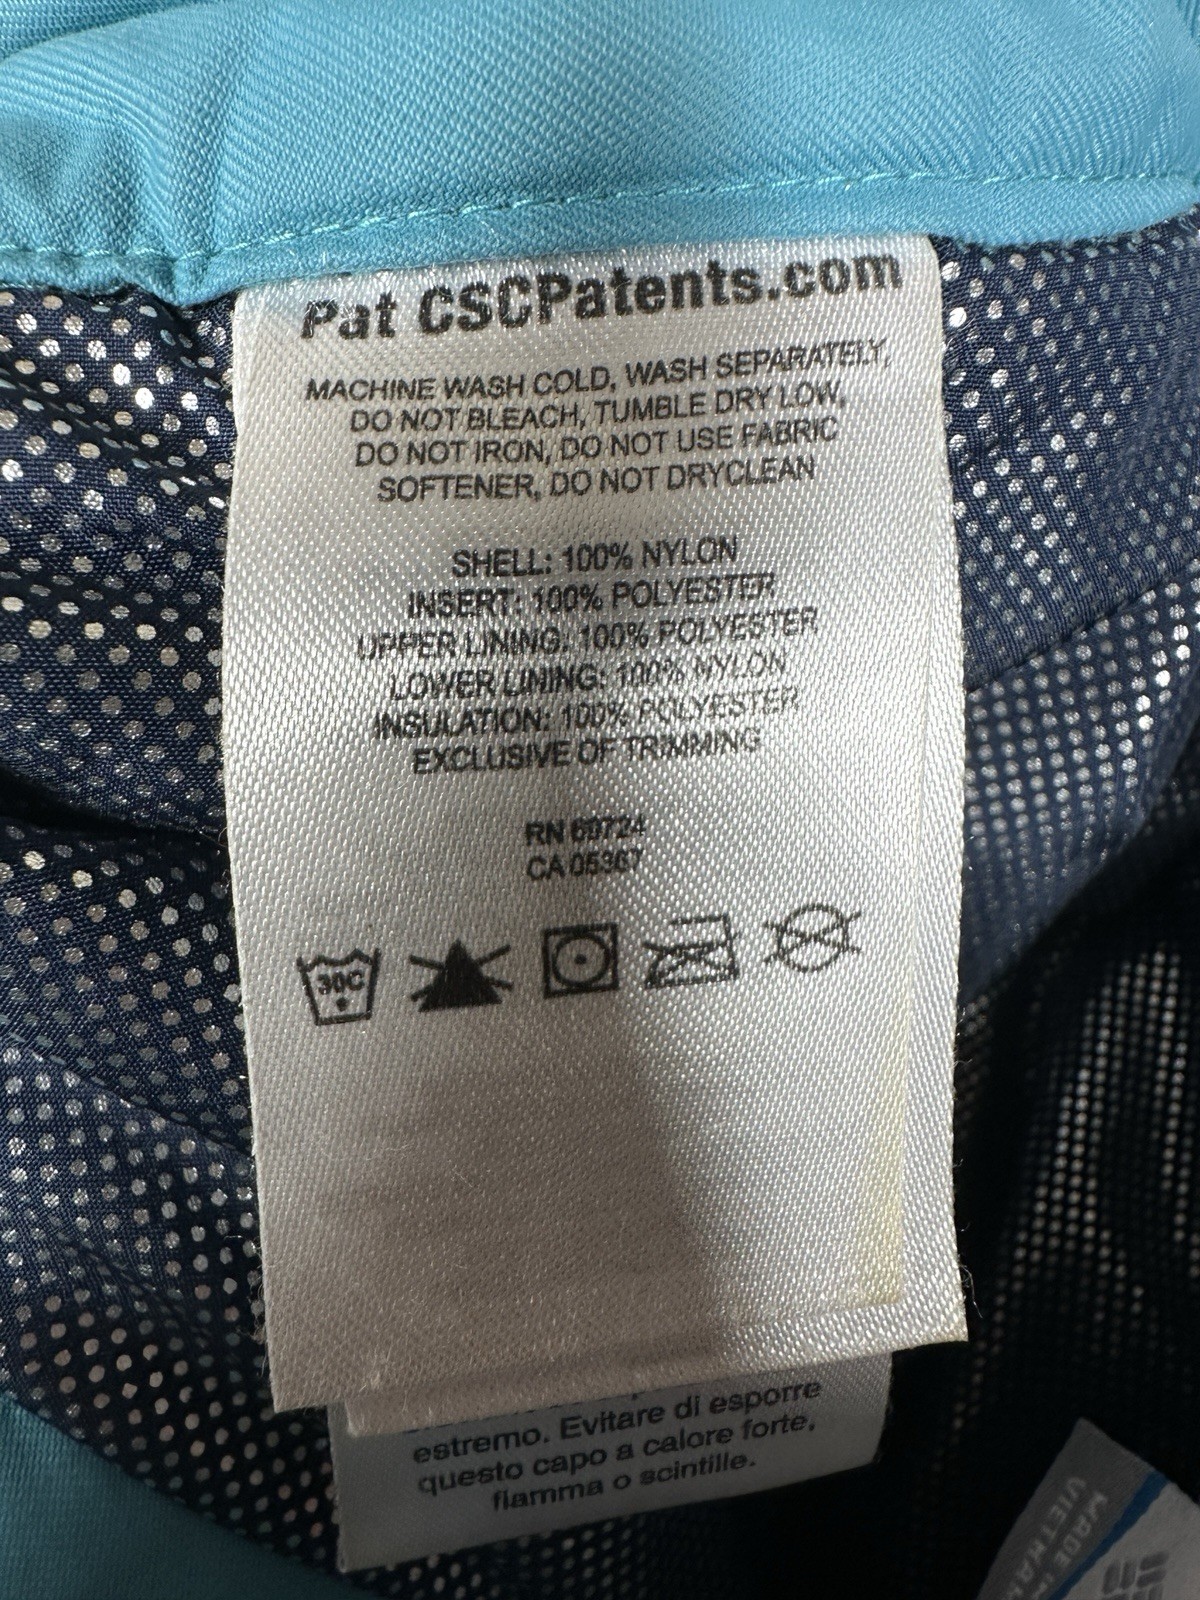 Pat CSCPatents.com
MACHINE WASH COLD, WASH SEPARATELY,
DO NOT BLEACH, TUMBLE DRY LOW,
DO NOT IRON, DO NOT USE FABRIC
SOFTENER, DO NOT DRYCLEAN
SHELL: 100% NYLON
INSERT: 100% POLYESTER
UPPER LINING: 100% POLYESTER
LOWER LINING: 100% NYLON
INSULATION: 100% POLYESTER
EXCLUSIVE OF TRIMMING
RN 69724
CA 05367
30C
estremo. Evitare di esporre
questo capo a calore forte,
fiamma o scintille.
MADE
VIETNAM